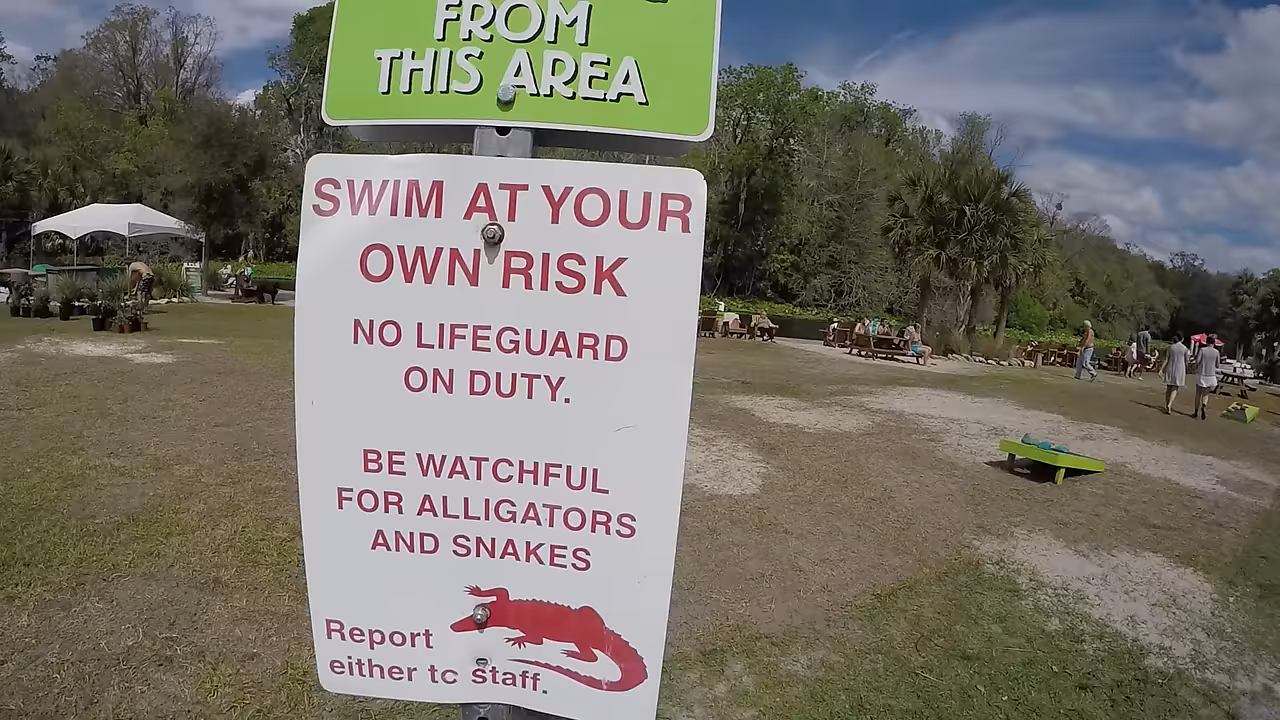 FROM
THIS AREA
SWIM AT YOUR
OWN RISK
NO LIFEGUARD
ON DUTY.
BE WATCHFUL
FOR ALLIGATORS
AND SNAKES
Report
either to staff.